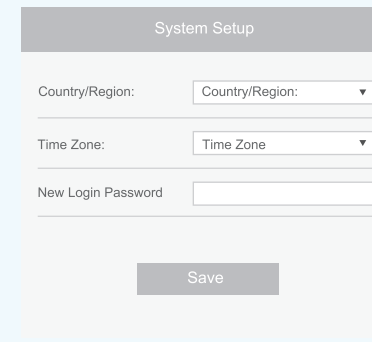 System Setup
Country/Region: Country/Region:
Time Zone: Time Zone
New Login Password
Save